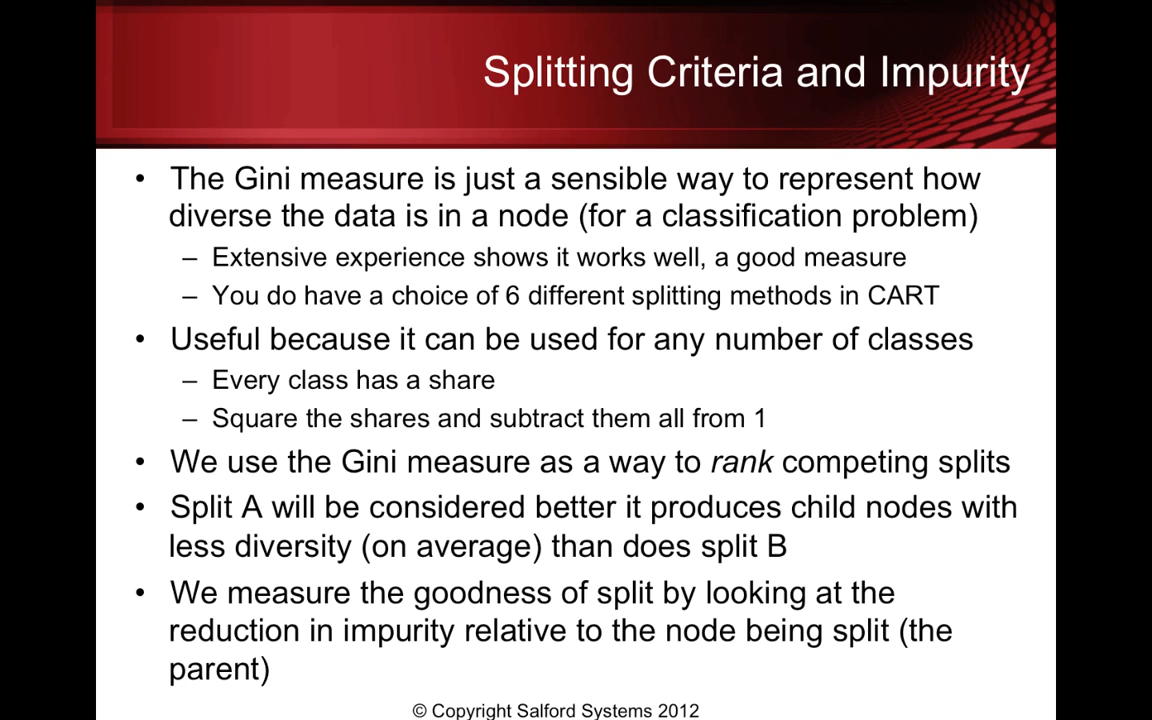 Splitting Criteria and Impurity
• The Gini measure is just a sensible way to represent how
diverse the data is in a node (for a classification problem)
– Extensive experience shows it works well, a good measure
– You do have a choice of 6 different splitting methods in CART
• Useful because it can be used for any number of classes
– Every class has a share
– Square the shares and subtract them all from 1
• We use the Gini measure as a way to rank competing splits
• Split A will be considered better it produces child nodes with
less diversity (on average) than does split B
• We measure the goodness of split by looking at the
reduction in impurity relative to the node being split (the
parent)
© Copyright Salford Systems 2012